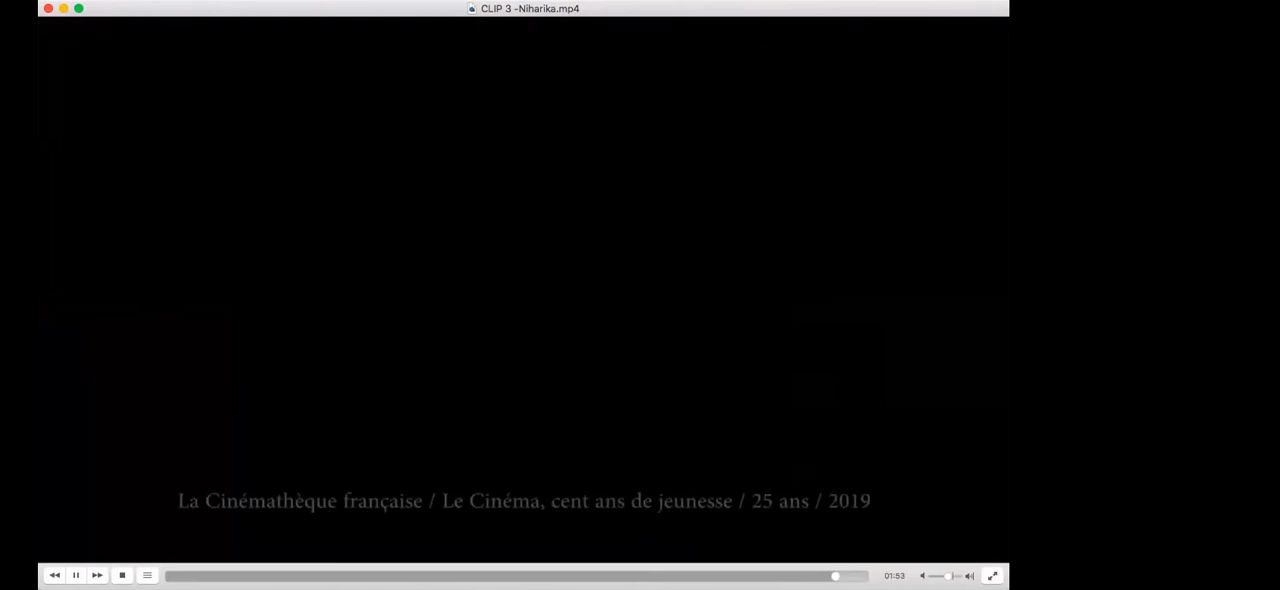 CLIP 3 -Niharika.mp4
La Cinémathèque française / Le Cinéma, cent ans de jeunesse / 25 ans / 2019
01:53